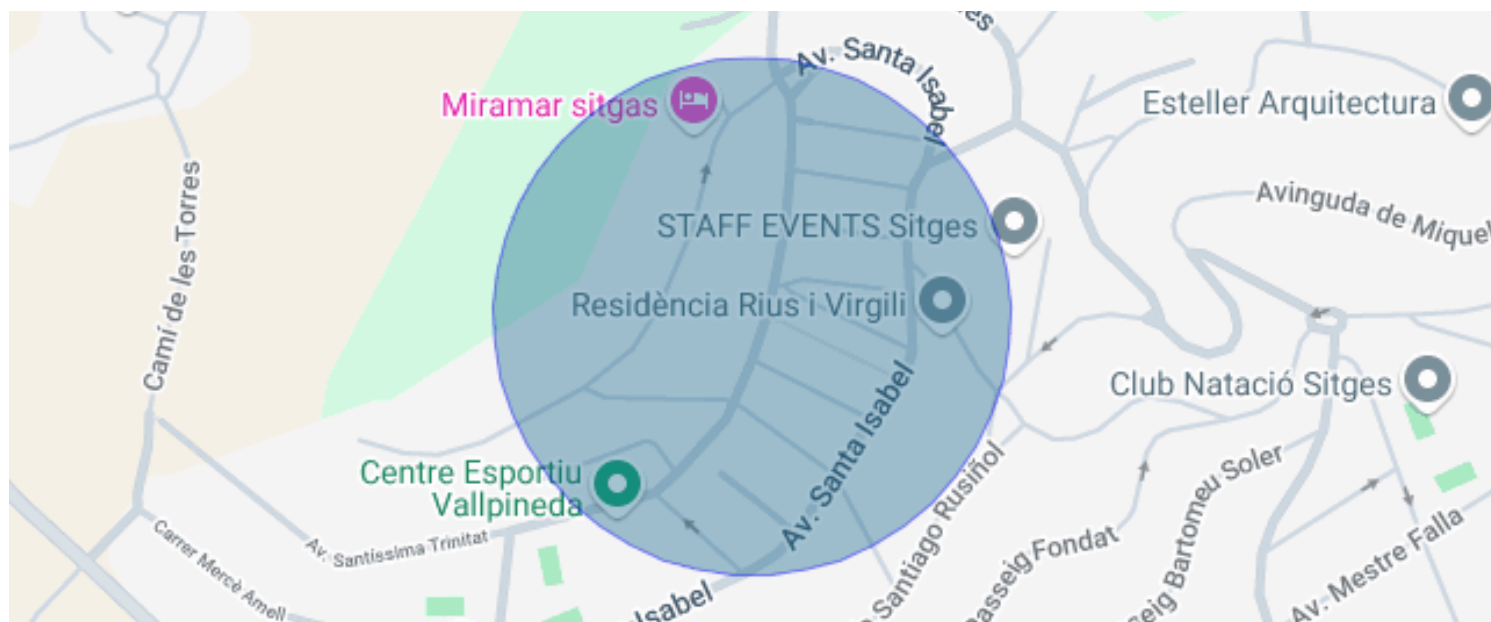 Av. Santa Isabel
Miramar sitgas
Esteller Arquitectura
Camí de les Torres
Avinguda de Miquel
STAFF EVENTS Sitges
Residència Rius i Virgili
Club Natació Sitges
Av. Santa Isabel
Centre Esportiu
Vallpineda
Av. Santíssima Trinitat
Carrer Mercè Amell
Isabel
Santiago Rusiñol
Passeig Fondat
seig Bartomeu Soler
Av. Mestre Falla